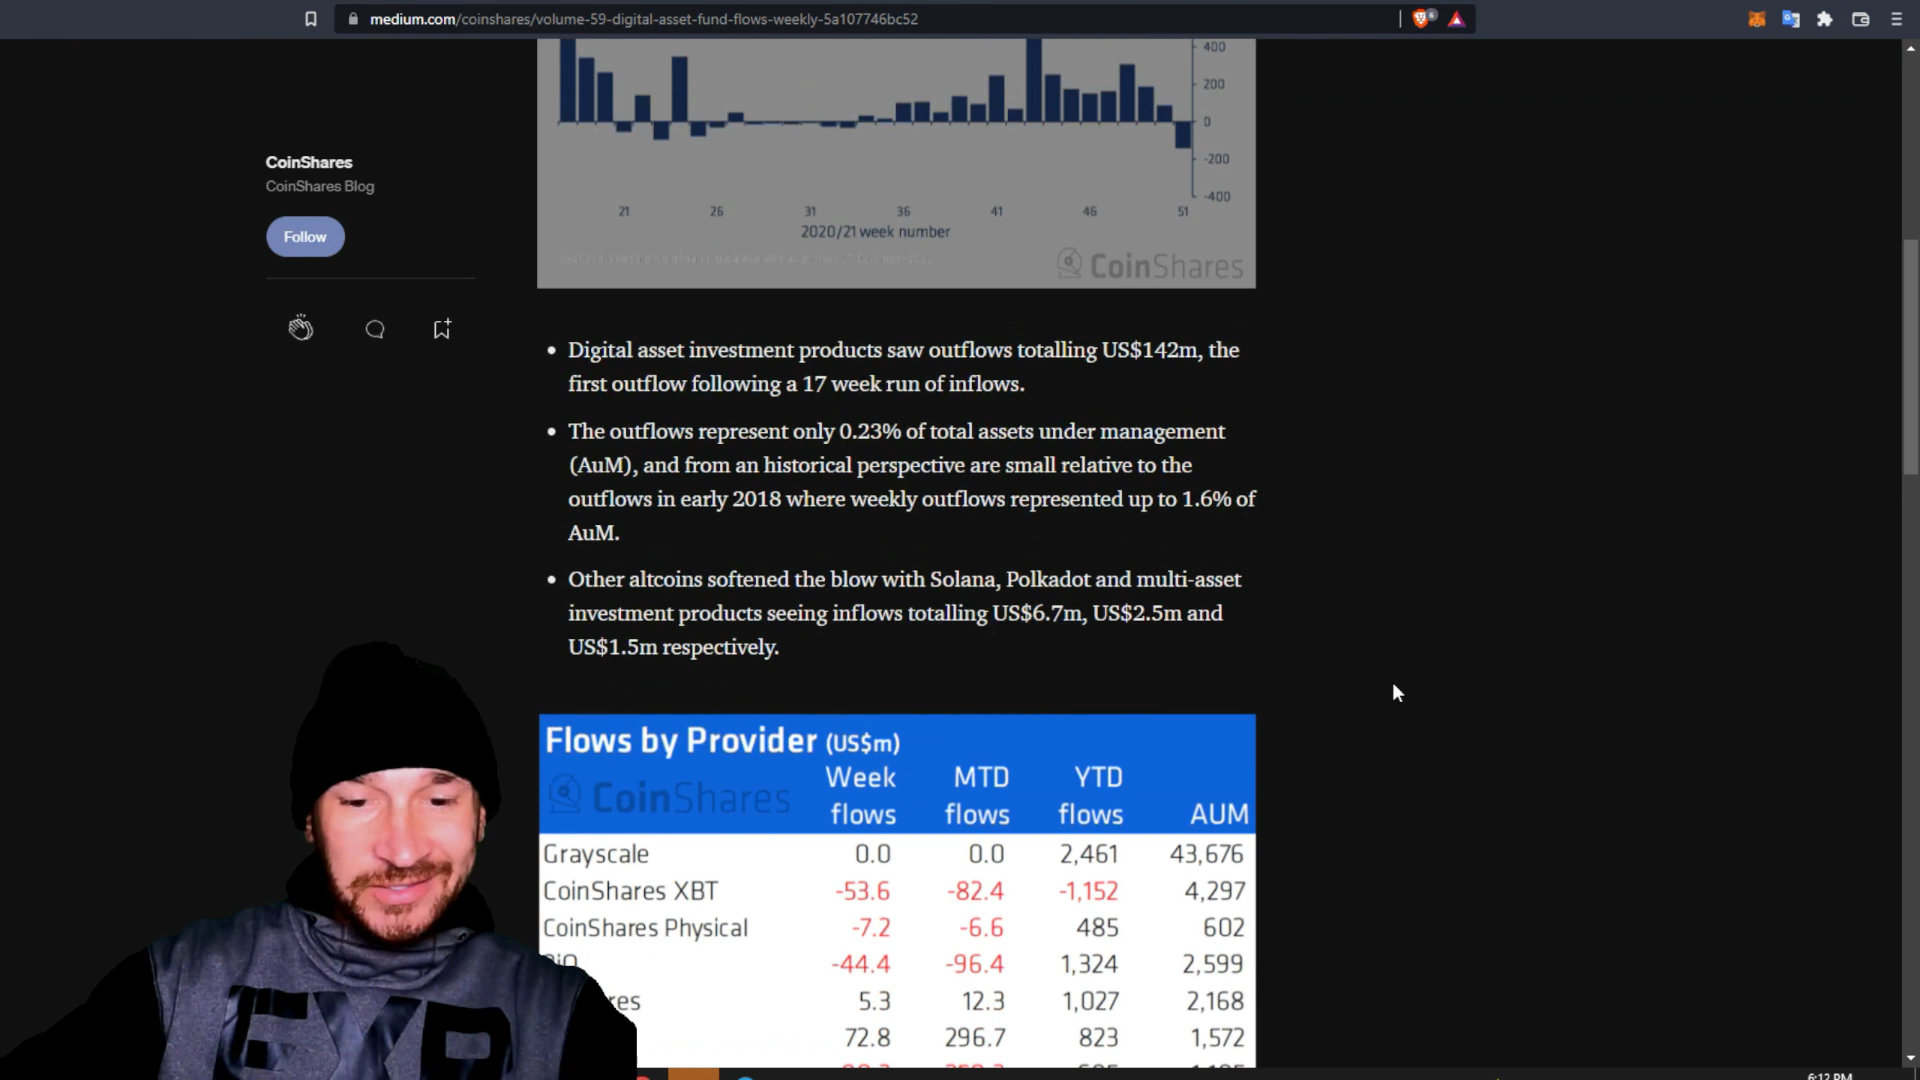 medium.com/coinshares/volume-59-digital-asset-fund-flows-weekly-5a107746bc52
6
400
200
0
-200
-400
21 26 31 36 41 46 51
2020/21 week number
CoinShares
CoinShares
CoinShares Blog
Follow
• Digital asset investment products saw outflows totalling US$142m, the
first outflow following a 17 week run of inflows.
• The outflows represent only 0.23% of total assets under management
(AuM), and from an historical perspective are small relative to the
outflows in early 2018 where weekly outflows represented up to 1.6% of
AuM.
• Other altcoins softened the blow with Solana, Polkadot and multi-asset
investment products seeing inflows totalling US$6.7m, US$2.5m and
US$1.5m respectively.
Flows by Provider (US$m)
CoinShares
Week MTD YTD
flows flows flows AUM
Grayscale 0.0 0.0 2,461 43,676
CoinShares XBT -53.6 -82.4 -1,152 4,297
CoinShares Physical -7.2 -6.6 485 602
-44.4 -96.4 1,324 2,599
res 5.3 12.3 1,027 2,168
72.8 296.7 823 1,572
EXP
6:12 PM